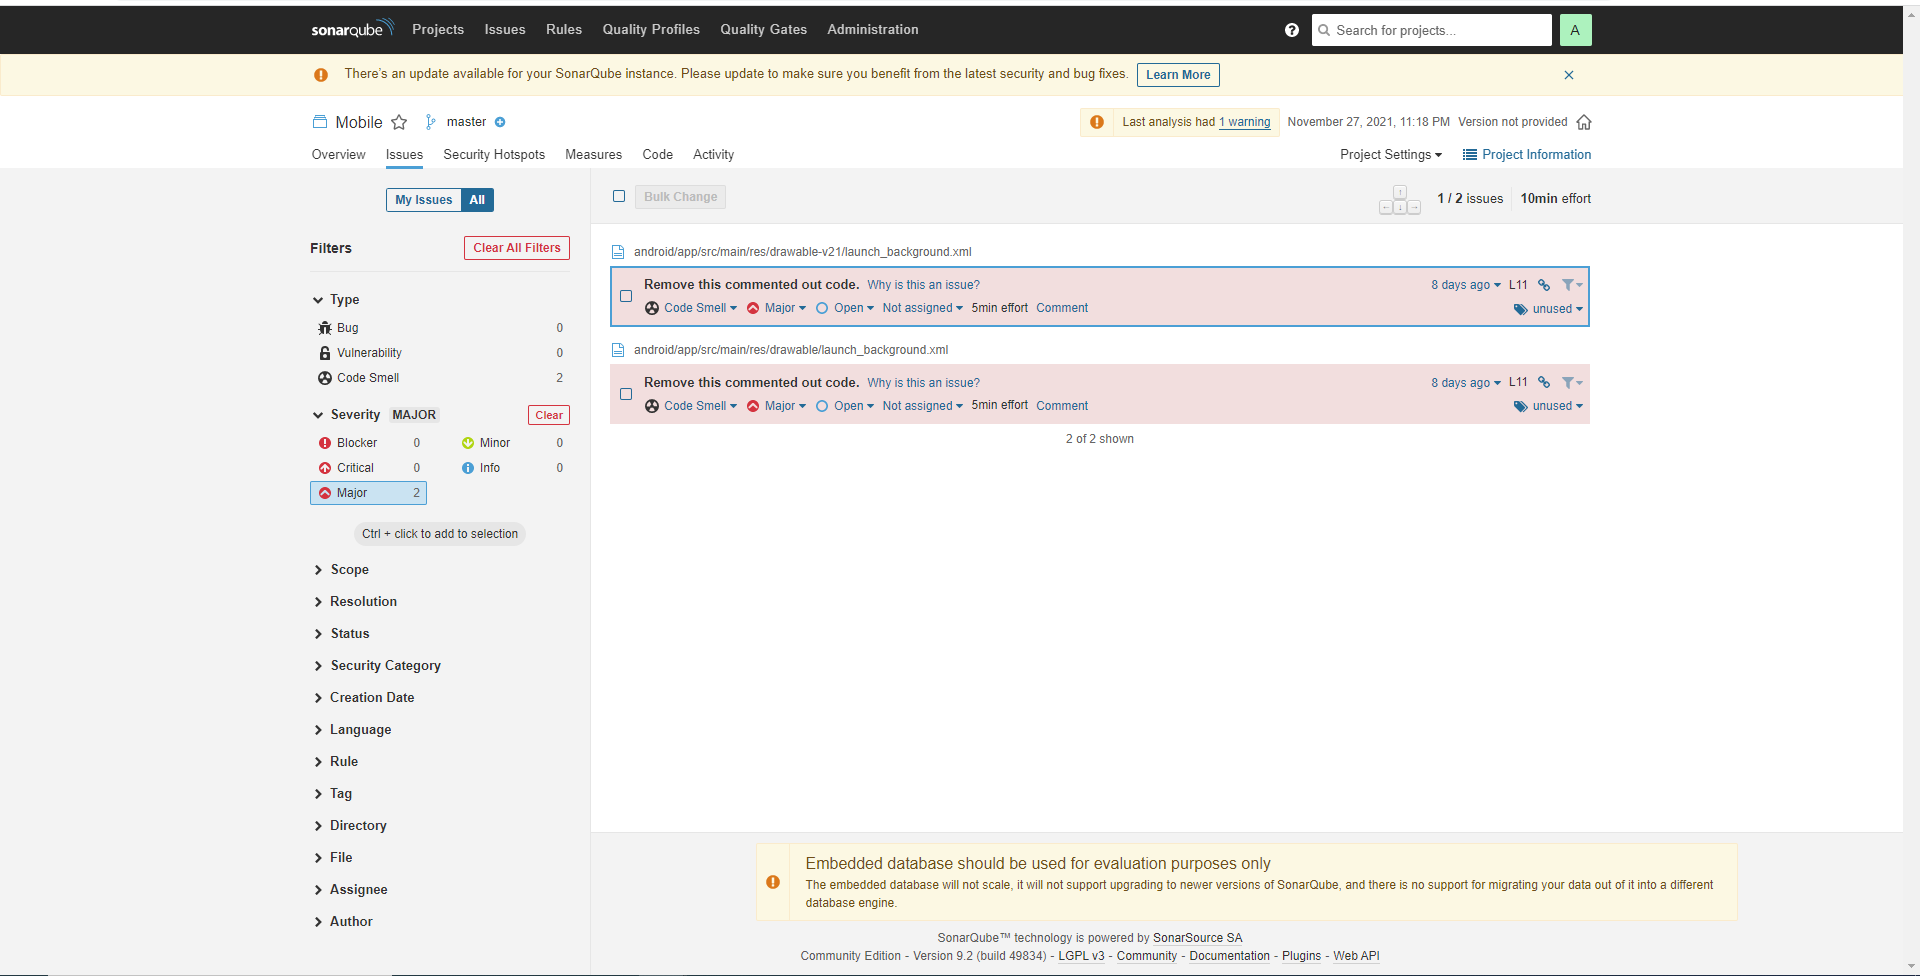 sonarqube Projects Issues Rules Quality Profiles Quality Gates Administration ? Search for projects... A
There's an update available for your SonarQube instance. Please update to make sure you benefit from the latest security and bug fixes. Learn More
Mobile master Last analysis had 1 warning November 27, 2021, 11:18 PM Version not provided
Overview Issues Security Hotspots Measures Code Activity Project Settings Project Information
My Issues All
Bulk Change 1 / 2 issues 10min effort
Filters Clear All Filters
Type
Bug 0
Vulnerability 0
Code Smell 2
Severity MAJOR Clear
Blocker 0 Minor 0
Critical 0 Info 0
Major 2
Ctrl + click to add to selection
Scope
Resolution
Status
Security Category
Creation Date
Language
Rule
Tag
Directory
File
Assignee
Author
android/app/src/main/res/drawable-v21/launch_background.xml
Remove this commented out code. Why is this an issue? 8 days ago L11
Code Smell Major Open Not assigned 5min effort Comment unused
android/app/src/main/res/drawable/launch_background.xml
Remove this commented out code. Why is this an issue? 8 days ago L11
Code Smell Major Open Not assigned 5min effort Comment unused
2 of 2 shown
Embedded database should be used for evaluation purposes only
The embedded database will not scale, it will not support upgrading to newer versions of SonarQube, and there is no support for migrating your data out of it into a different
database engine.
SonarQube™ technology is powered by SonarSource SA
Community Edition - Version 9.2 (build 49834) - LGPL v3 - Community - Documentation - Plugins - Web API